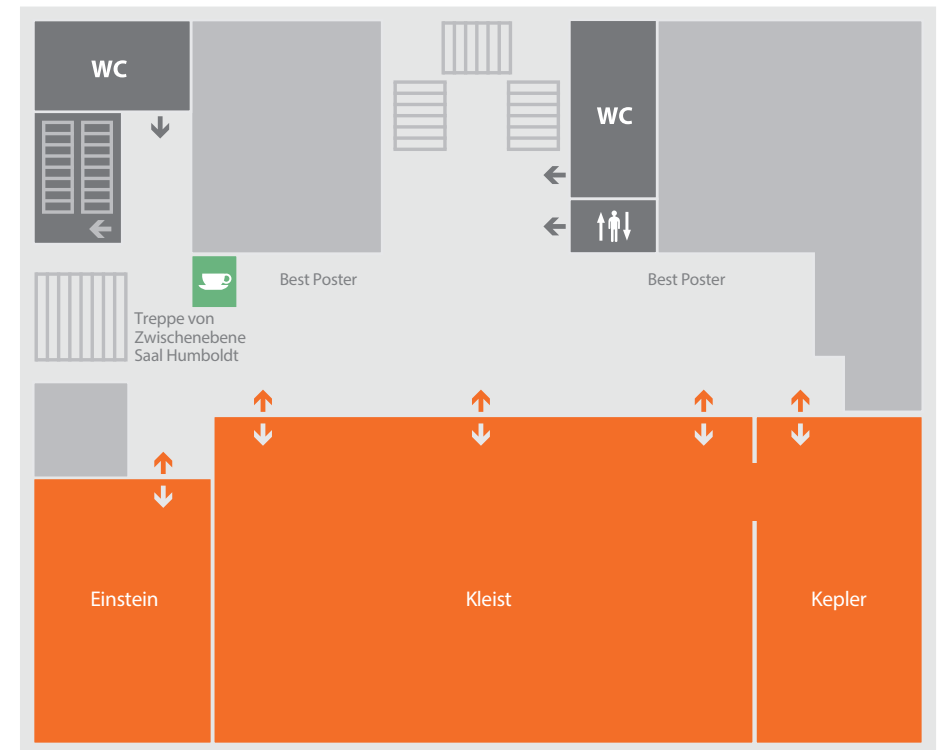 WC
WC
Best Poster
Best Poster
Treppe von
Zwischenebene
Saal Humboldt
Einstein
Kleist
Kepler